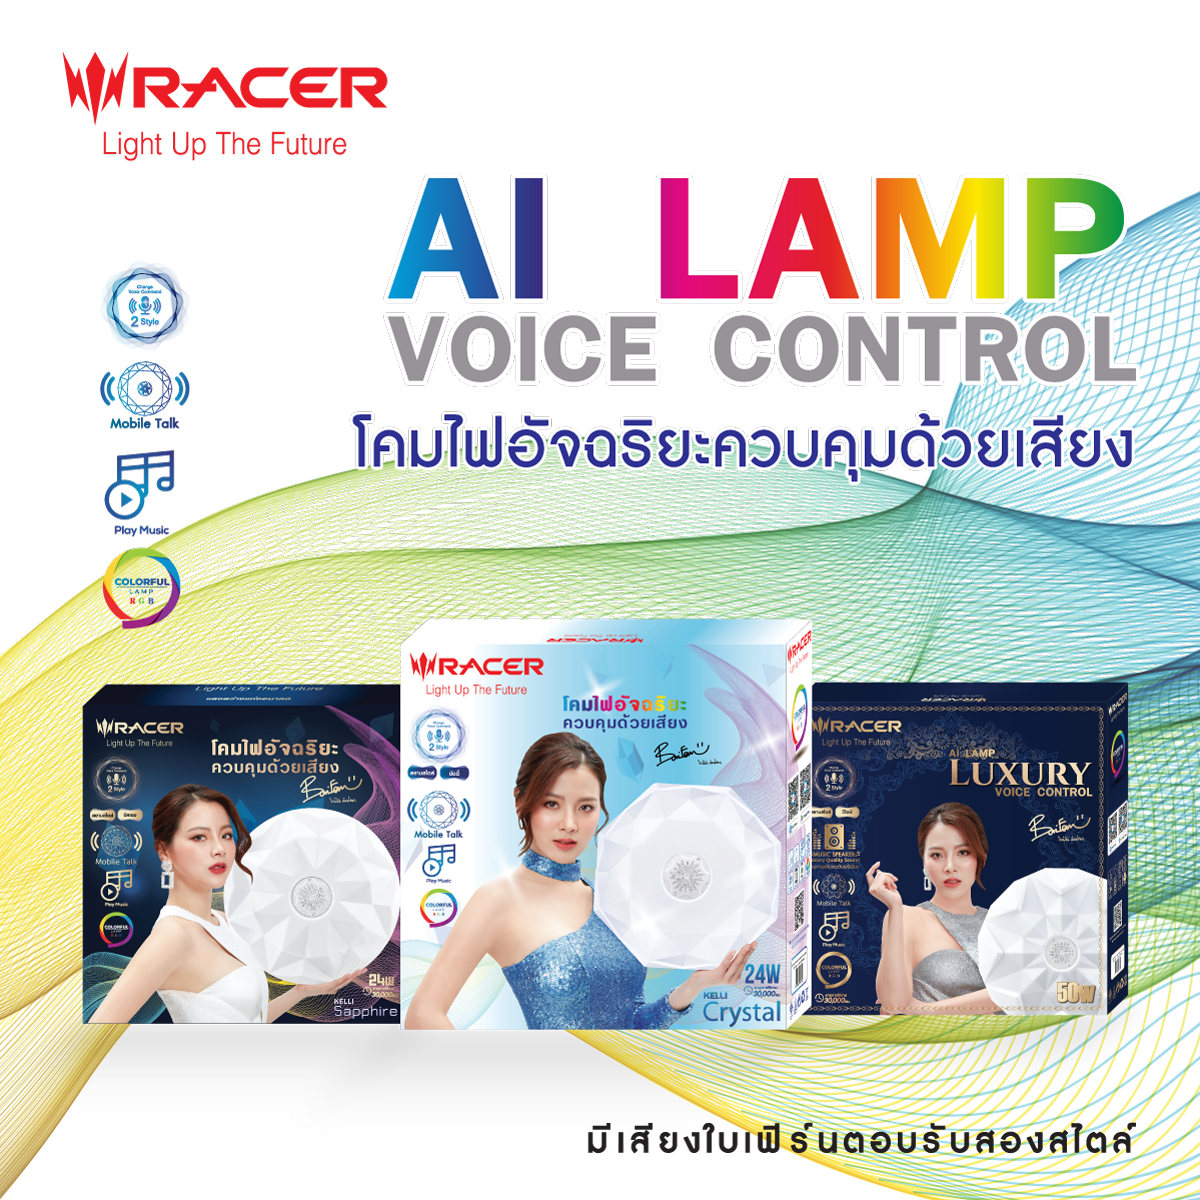 RACER
Light Up The Future
AI LAMP
VOICE CONTROL
โคมไฟอัจฉริยะควบคุมด้วยเสียง
Change
Voice Command
2 Style
Mobile Talk
Play Music
COLORFUL
LAMP
RGB
Light Up The Future
RACER
Light Up The Future
โคมไฟอัจฉริยะ
ควบคุมด้วยเสียง
2 Style
Mobile Talk
Play Music
COLORFUL
24W
30,000
KELLI
Sapphire
RACER
RACER
Light Up The Future
โคมไฟอัจฉริยะ
ควบคุมด้วยเสียง
2 Style
Mobile Talk
Play Music
COLORFUL
24W
30,000
KELLI
Crystal
RACER
RACER
Light Up The Future
AI LAMP
LUXURY
VOICE CONTROL
2 Style
MUSIC SPEAKER
Mobile Talk
Play Music
COLORFUL
50W
30,000
มีเสียงใบเฟิร์นตอบรับสองสไตล์